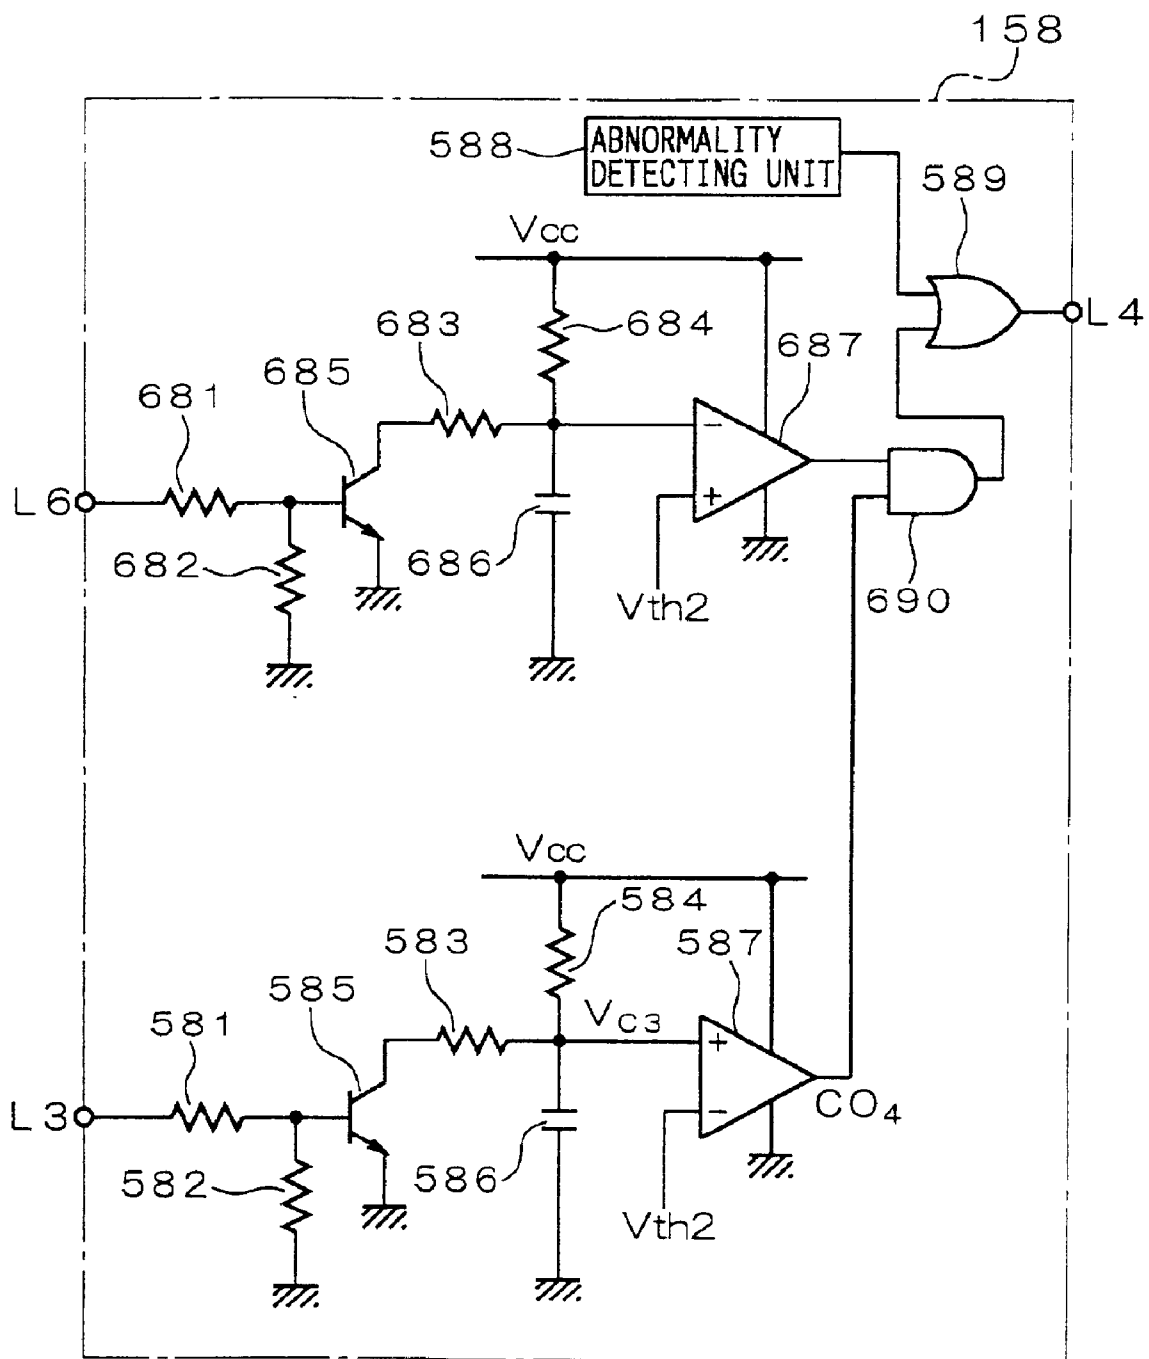 158
588
ABNORMALITY
DETECTING UNIT
589
Vcc
L4
683
684
687
685
681
L6
682
686
Vth2
690
Vcc
584
583
587
585
VC3
581
L3
CO4
582
586
Vth2